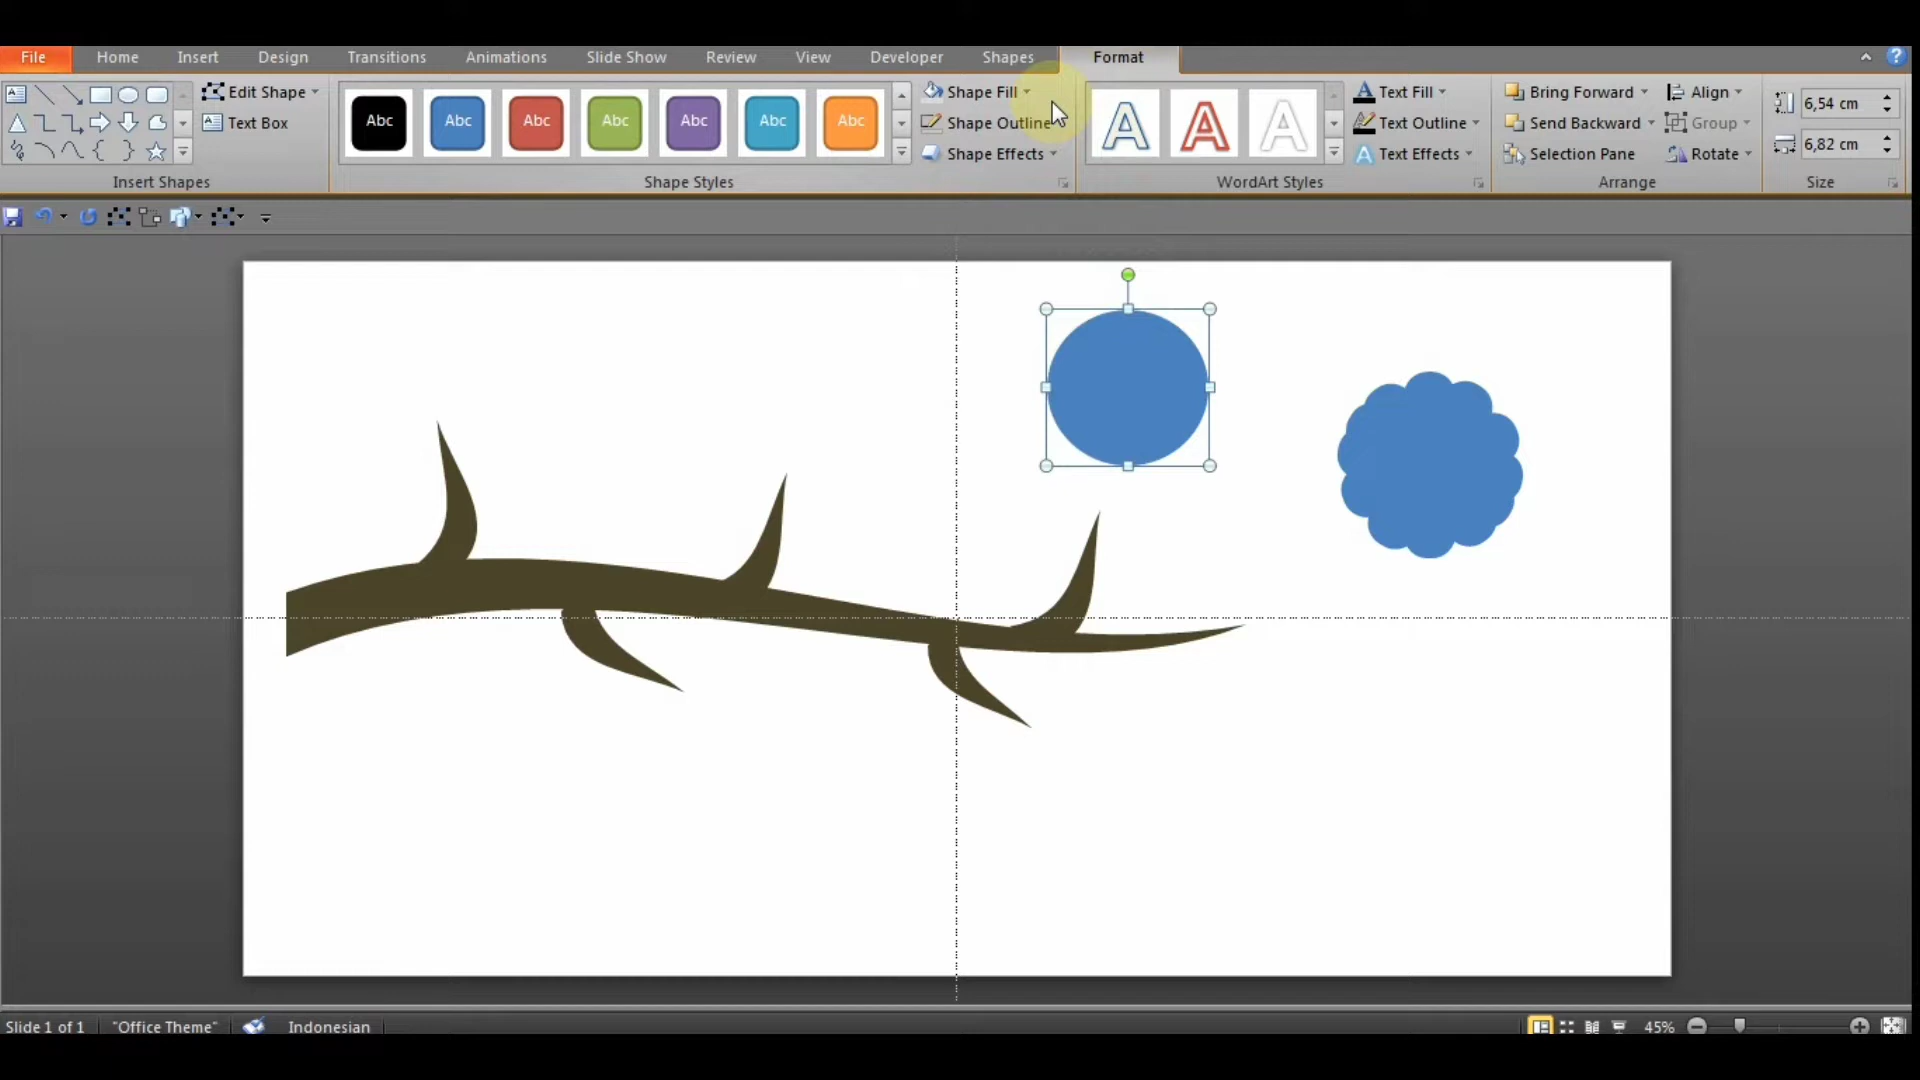 File Home Insert Design Transitions Animations Slide Show Review View Developer Shapes Format
Edit Shape
Text Box
Insert Shapes
Abc Abc Abc Abc Abc Abc Abc
Shape Styles
Shape Fill
Shape Outline
Shape Effects
A A A
WordArt Styles
Text Fill
Text Outline
Text Effects
Bring Forward
Send Backward
Selection Pane
Align
Group
Rotate
Arrange
6,54 cm
6,82 cm
Size
Slide 1 of 1 "Office Theme" Indonesian 45%